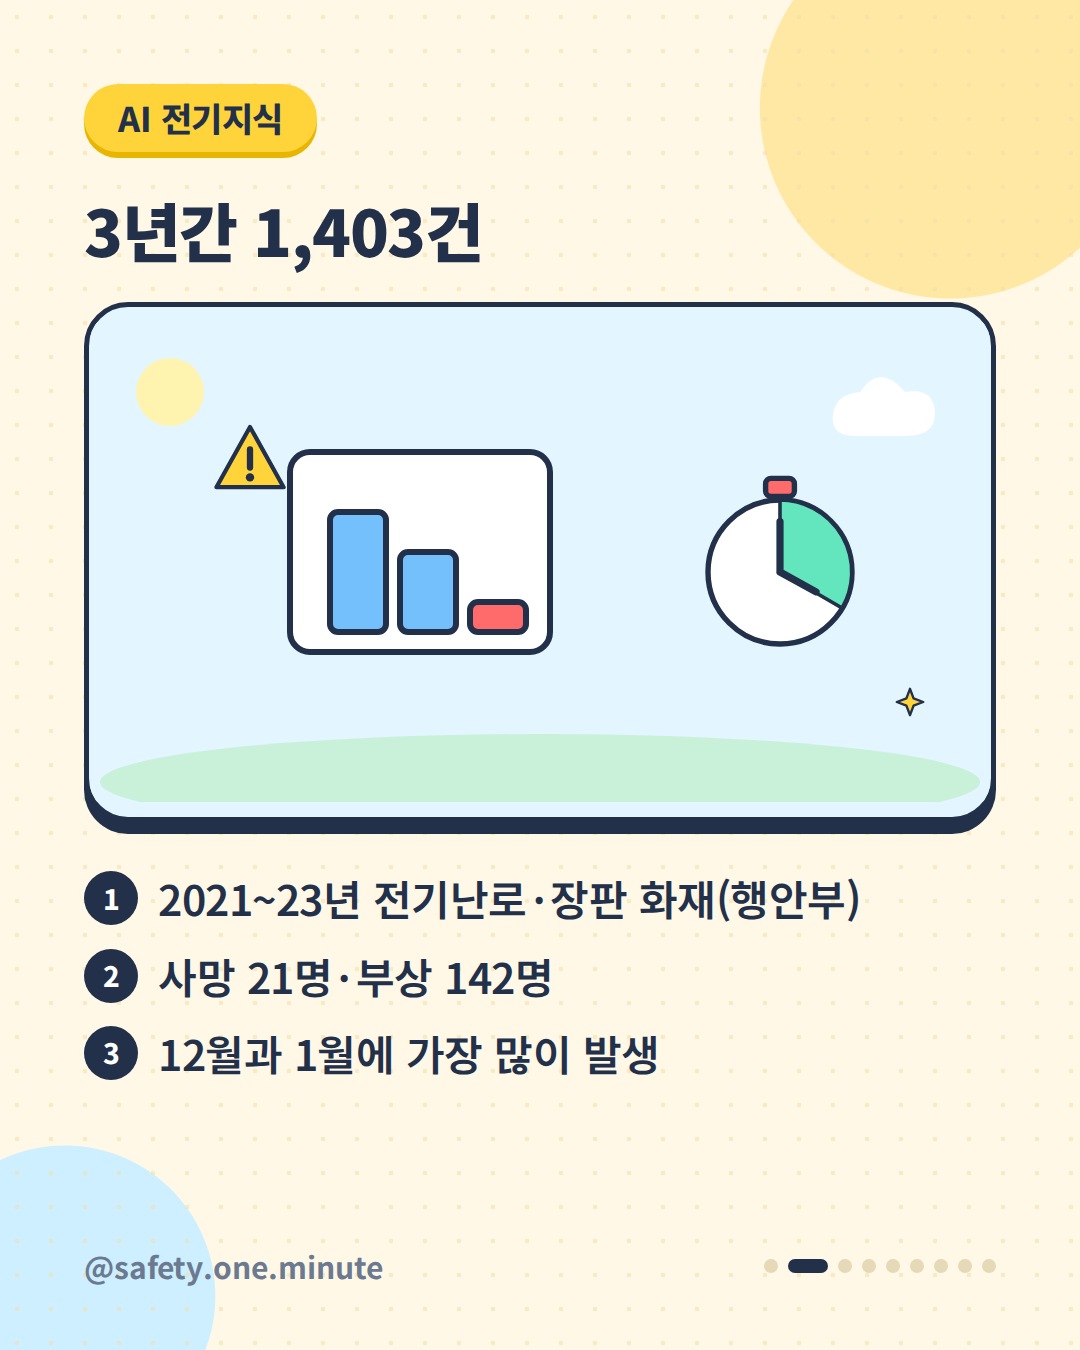 AI 전기지식
3년간 1,403건
1 2021~23년 전기난로·장판 화재(행안부)
2 사망 21명·부상 142명
3 12월과 1월에 가장 많이 발생
@safety.one.minute